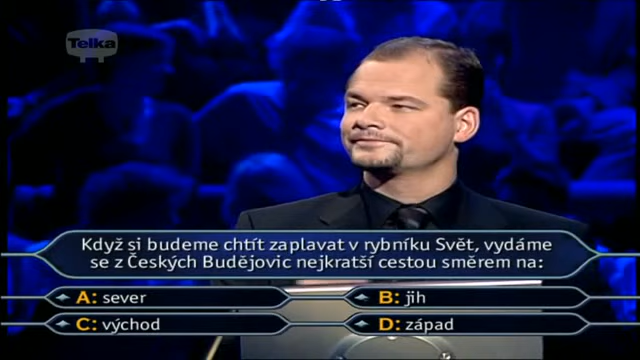 Telka
Když si budeme chtít zaplavat v rybníku Svět, vydáme
se z Českých Budějovic nejkratší cestou směrem na:
A: sever
B: jih
C: východ
D: západ